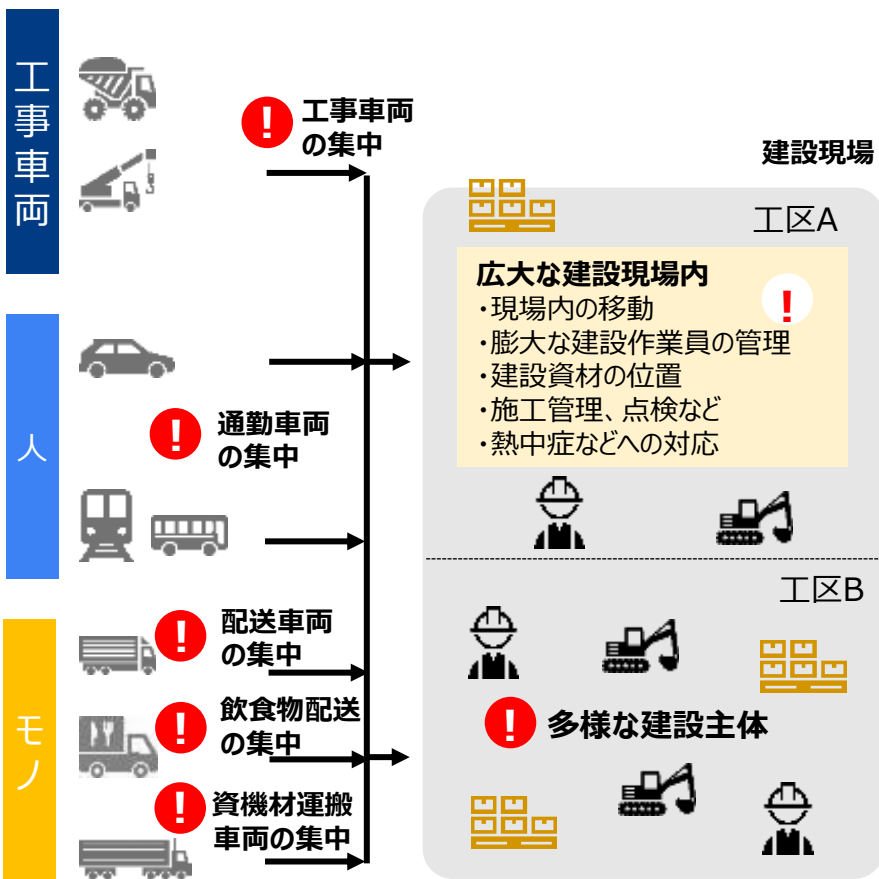 工事車両
!
工事車両
の集中
人
!
通勤車両
の集中
モノ
!
配送車両
の集中
!
飲食物配送
の集中
!
資機材運搬
車両の集中
建設現場
工区A
広大な建設現場内
!
・現場内の移動
・膨大な建設作業員の管理
・建設資材の位置
・施工管理、点検など
・熱中症などへの対応
工区B
!
多様な建設主体